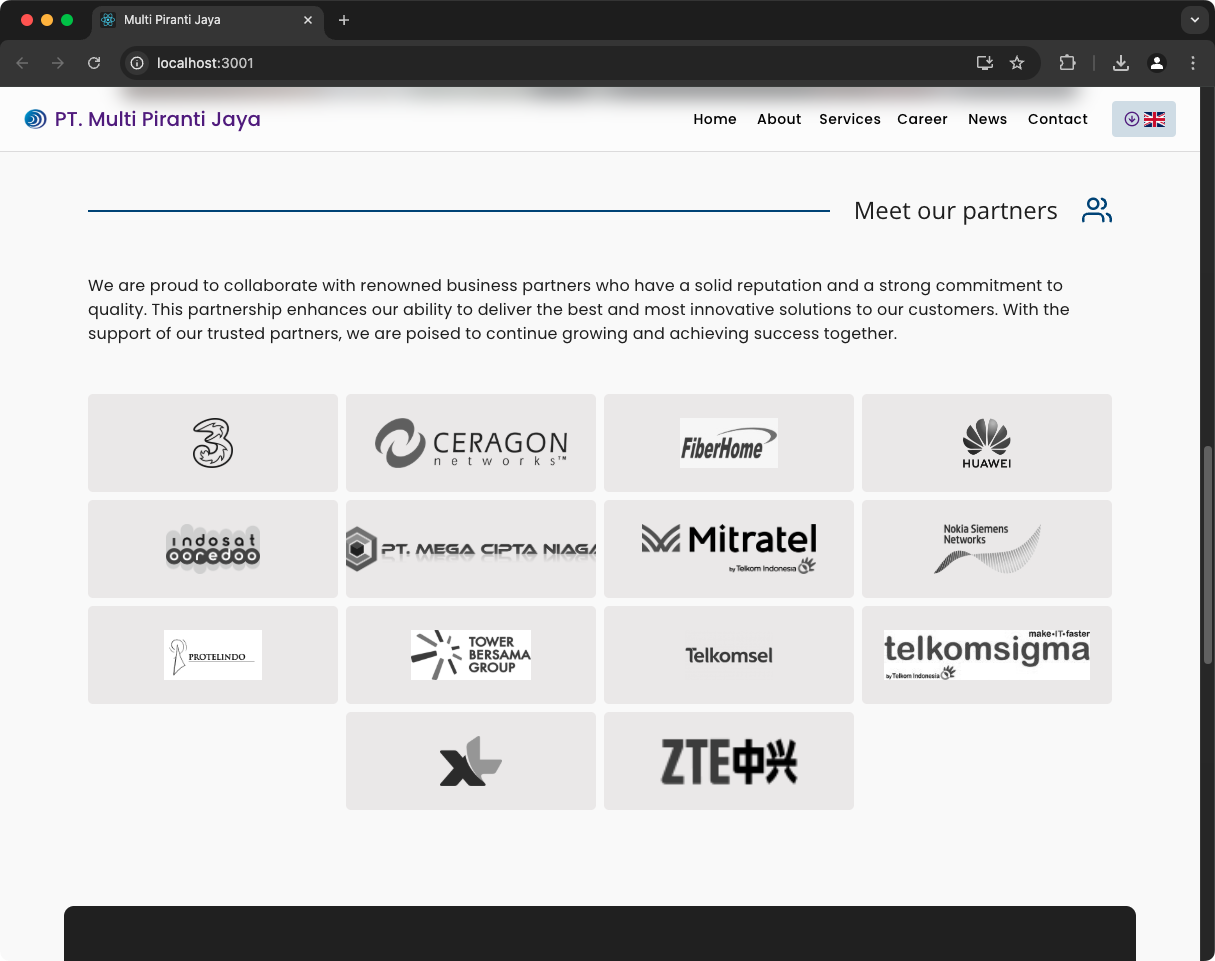 Multi Piranti Jaya
localhost:3001
PT. Multi Piranti Jaya
Home
About
Services
Career
News
Contact
Meet our partners
We are proud to collaborate with renowned business partners who have a solid reputation and a strong commitment to
quality. This partnership enhances our ability to deliver the best and most innovative solutions to our customers. With the
support of our trusted partners, we are poised to continue growing and achieving success together.
3
CERAGON
networks™
FiberHome
HUAWEI
indosat
ooredoo
PT. MEGA CIPTA NIAGA
Mitratel
by Telkom Indonesia
Nokia Siemens
Networks
PROTELINDO
TOWER
BERSAMA
GROUP
Telkomsel
make•IT•faster
telkomsigma
by Telkom Indonesia
XL
ZTE中兴